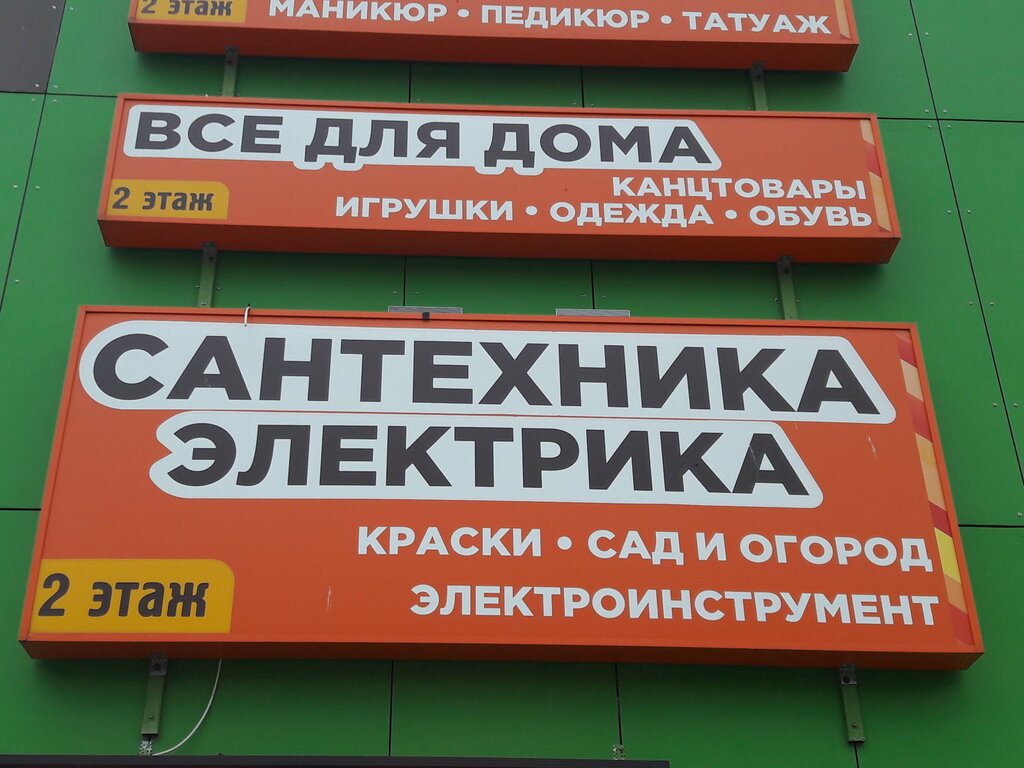 2 этаж
МАНИКЮР • ПЕДИКЮР • ТАТУАЖ
ВСЕ ДЛЯ ДОМА
КАНЦТОВАРЫ
2 этаж
ИГРУШКИ • ОДЕЖДА • ОБУВЬ
САНТЕХНИКА
ЭЛЕКТРИКА
КРАСКИ • САД И ОГОРОД
2 этаж
ЭЛЕКТРОИНСТРУМЕНТ